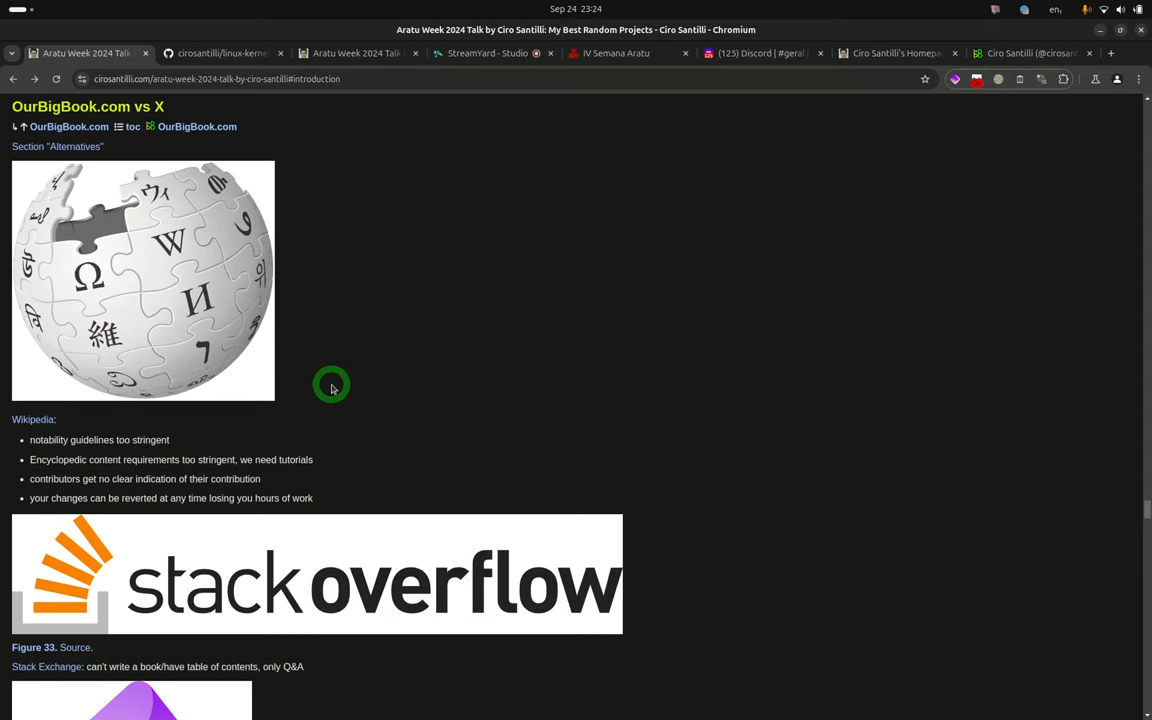 Sep 24 23:24
en₁
Aratu Week 2024 Talk by Ciro Santilli: My Best Random Projects - Ciro Santilli - Chromium
Aratu Week 2024 Talk
cirosantilli/linux-kerne
Aratu Week 2024 Talk
StreamYard - Studio
IV Semana Aratu
(125) Discord | #geral
Ciro Santilli's Homepa
Ciro Santilli (@cirosant
cirosantilli.com/aratu-week-2024-talk-by-ciro-santilli#introduction
OurBigBook.com vs X
OurBigBook.com toc OurBigBook.com
Section "Alternatives"
ウィ
W
Ω
И
維
Wikipedia:
notability guidelines too stringent
Encyclopedic content requirements too stringent, we need tutorials
contributors get no clear indication of their contribution
your changes can be reverted at any time losing you hours of work
stackoverflow
Figure 33. Source.
Stack Exchange: can't write a book/have table of contents, only Q&A